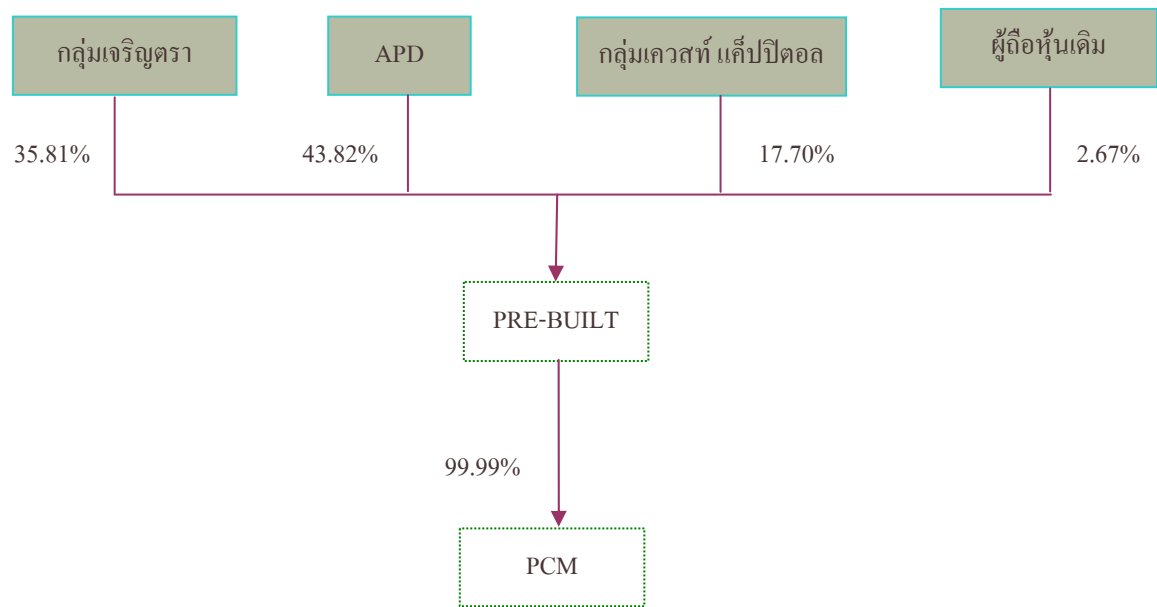 กลุ่มเจริญตรา
APD
กลุ่มเควสท์ แค็ปปิตอล
ผู้ถือหุ้นเดิม
35.81%
43.82%
17.70%
2.67%
PRE-BUILT
99.99%
PCM